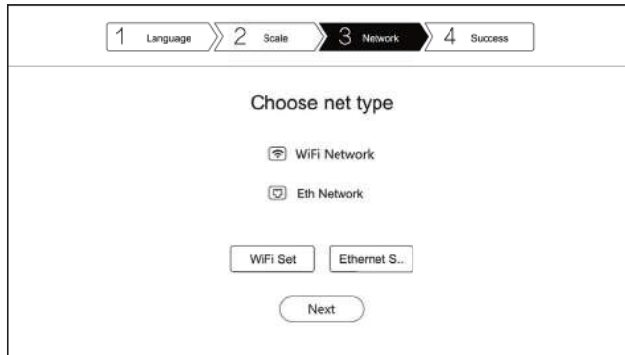 1 Language 2 Scale 3 Network 4 Success
Choose net type
WiFi Network
Eth Network
WiFi Set Ethernet S..
Next